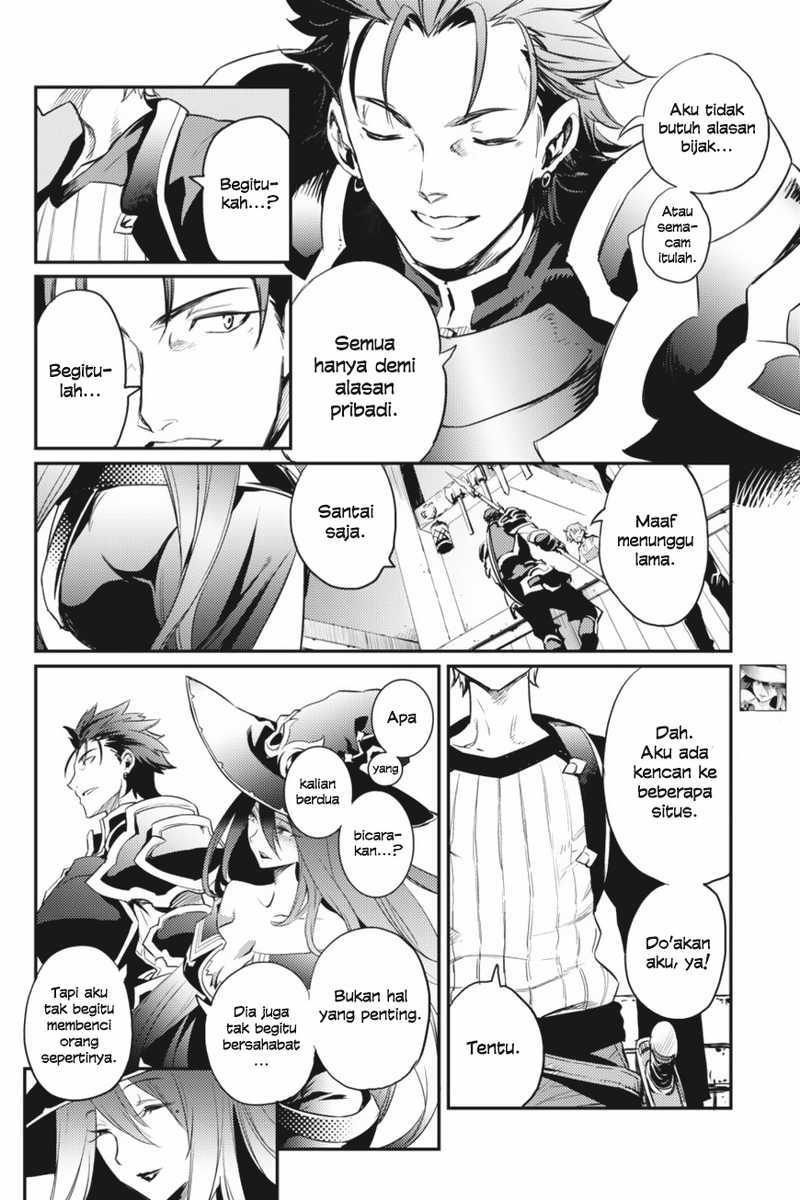 Aku tidak
butuh alasan
bijak...
Atau
sema-
cam
itulah.
Begitu-
kah...?
Semua
hanya demi
alasan
pribadi.
Begitu-
lah...
Maaf
menunggu
lama.
Santai
saja.
Dah.
Aku ada
kencan ke
beberapa
situs.
Do'akan
aku, ya!
Tentu.
Apa
yang
kalian
berdua
bicara-
kan...?
Bukan hal
yang penting.
Dia juga
tak begitu
bersahabat
...
Tapi aku
tak begitu
membenci
orang
sepertinya.